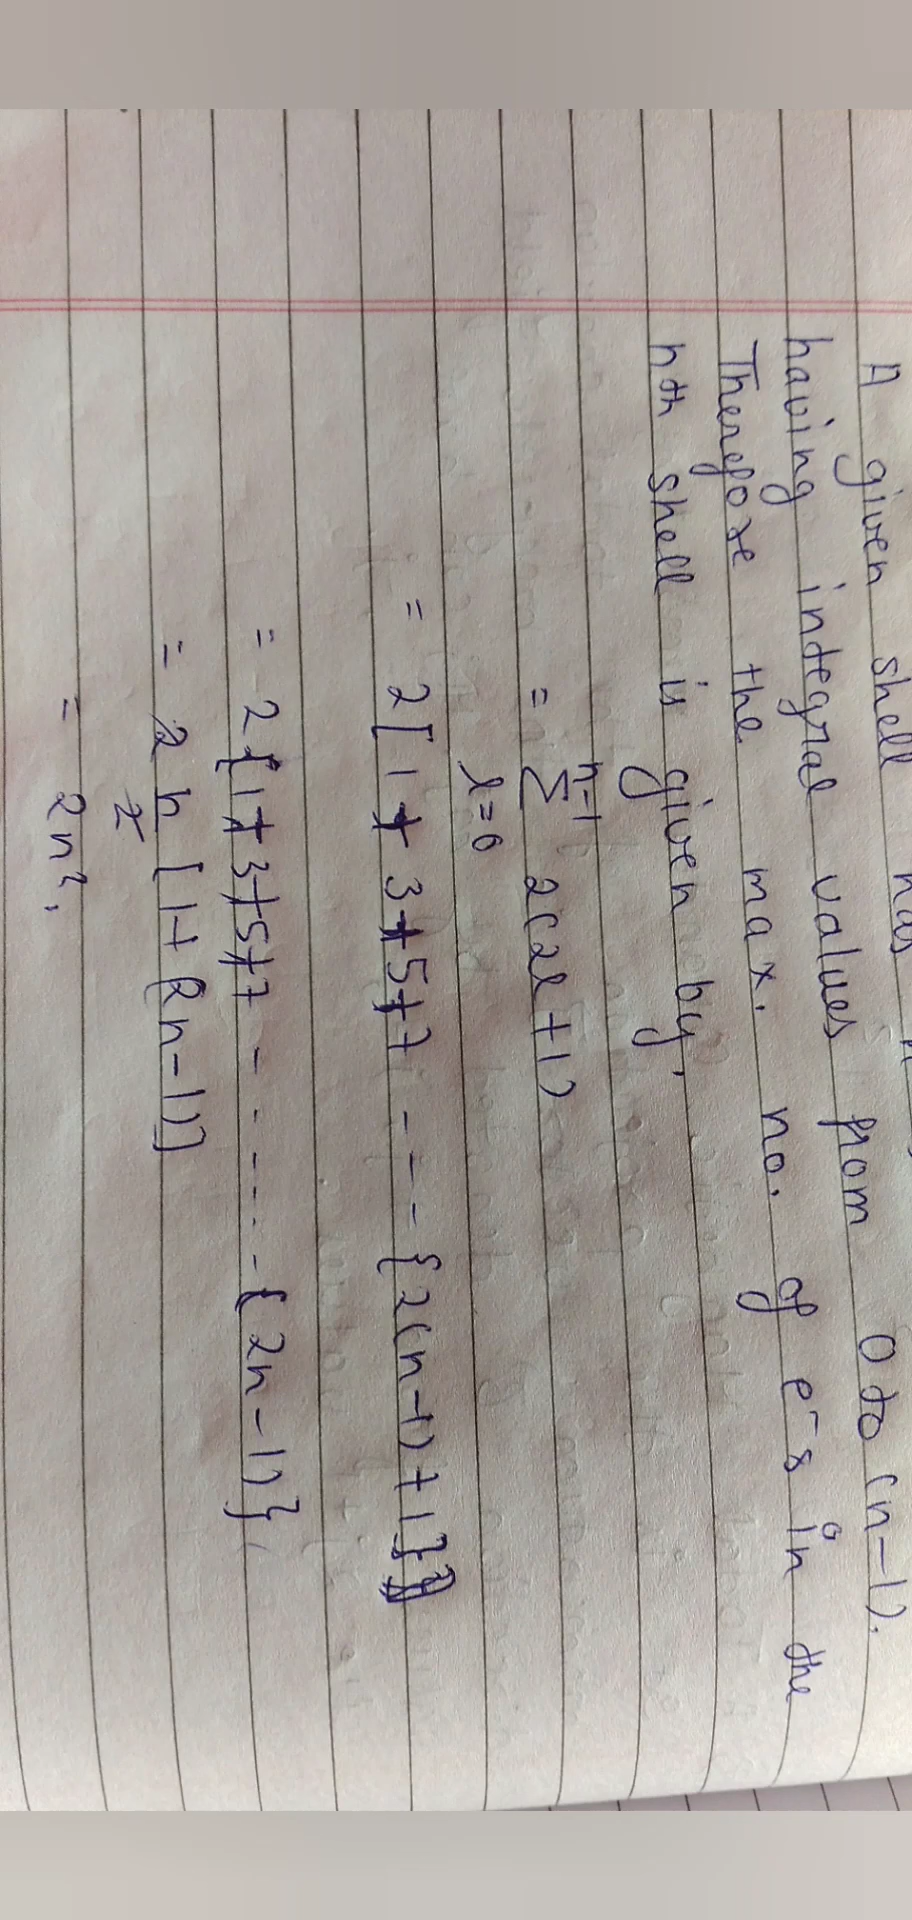 A given shell has n
having integral values from 0 to (n-1).
Therefore the max. no. of e⁻s in the
nth shell is given by,
n-1
= Σ 2(2l+1)
l=0
= 2[1+3+5+7 - - - {2(n-1)+1}]
= 2{1+3+5+7 - - - - - - {2n-1)}
= 2 n/2 [1+(2n-1)]
= 2n².